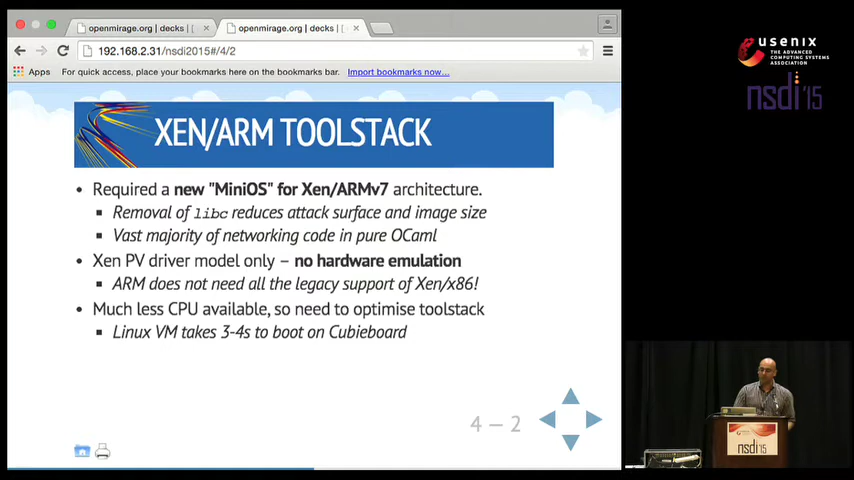 openmirage.org | decks | [
openmirage.org | decks | [
192.168.2.31/nsdi2015#/4/2
Apps For quick access, place your bookmarks here on the bookmarks bar. Import bookmarks now...
XEN/ARM TOOLSTACK
Required a new "MiniOS" for Xen/ARMv7 architecture.
Removal of libc reduces attack surface and image size
Vast majority of networking code in pure OCaml
Xen PV driver model only – no hardware emulation
ARM does not need all the legacy support of Xen/x86!
Much less CPU available, so need to optimise toolstack
Linux VM takes 3-4s to boot on Cubieboard
4 — 2
usenix
THE ADVANCED
COMPUTING SYSTEMS
ASSOCIATION
nsdi '15
nsdi '15